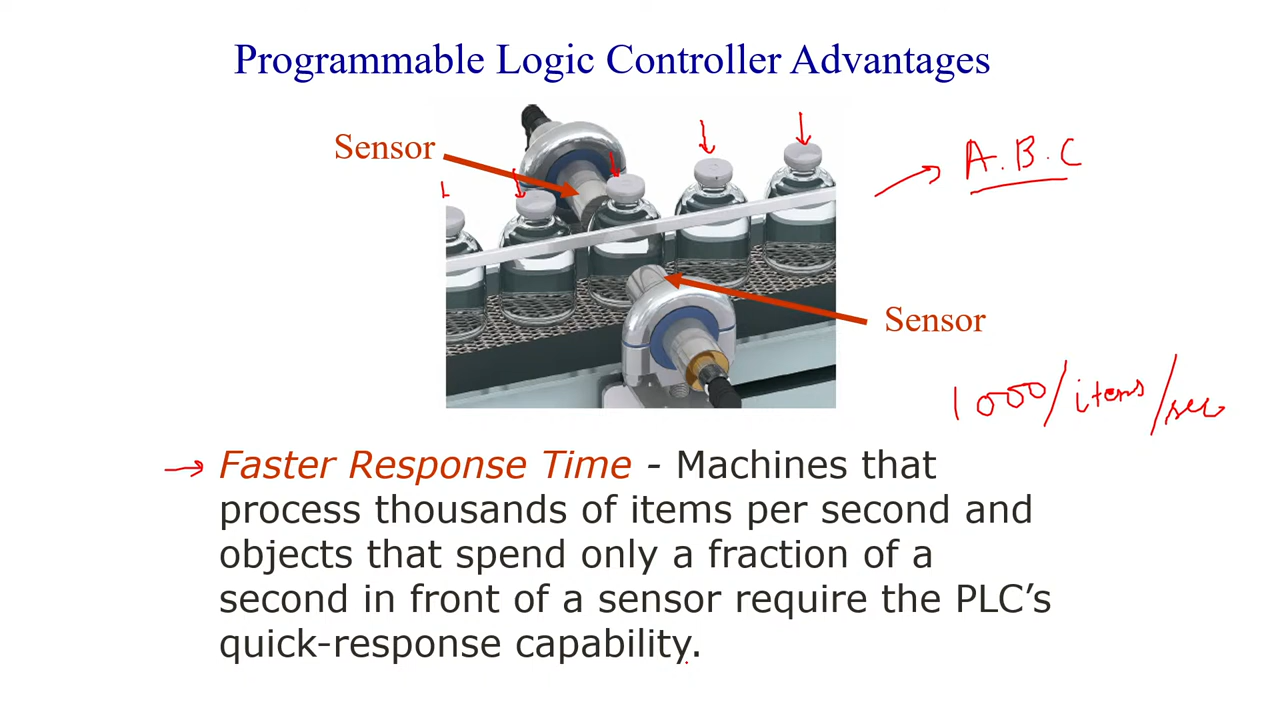 Programmable Logic Controller Advantages
Sensor
A.B.C
Sensor
1000/items/sec
Faster Response Time - Machines that
process thousands of items per second and
objects that spend only a fraction of a
second in front of a sensor require the PLC’s
quick-response capability.